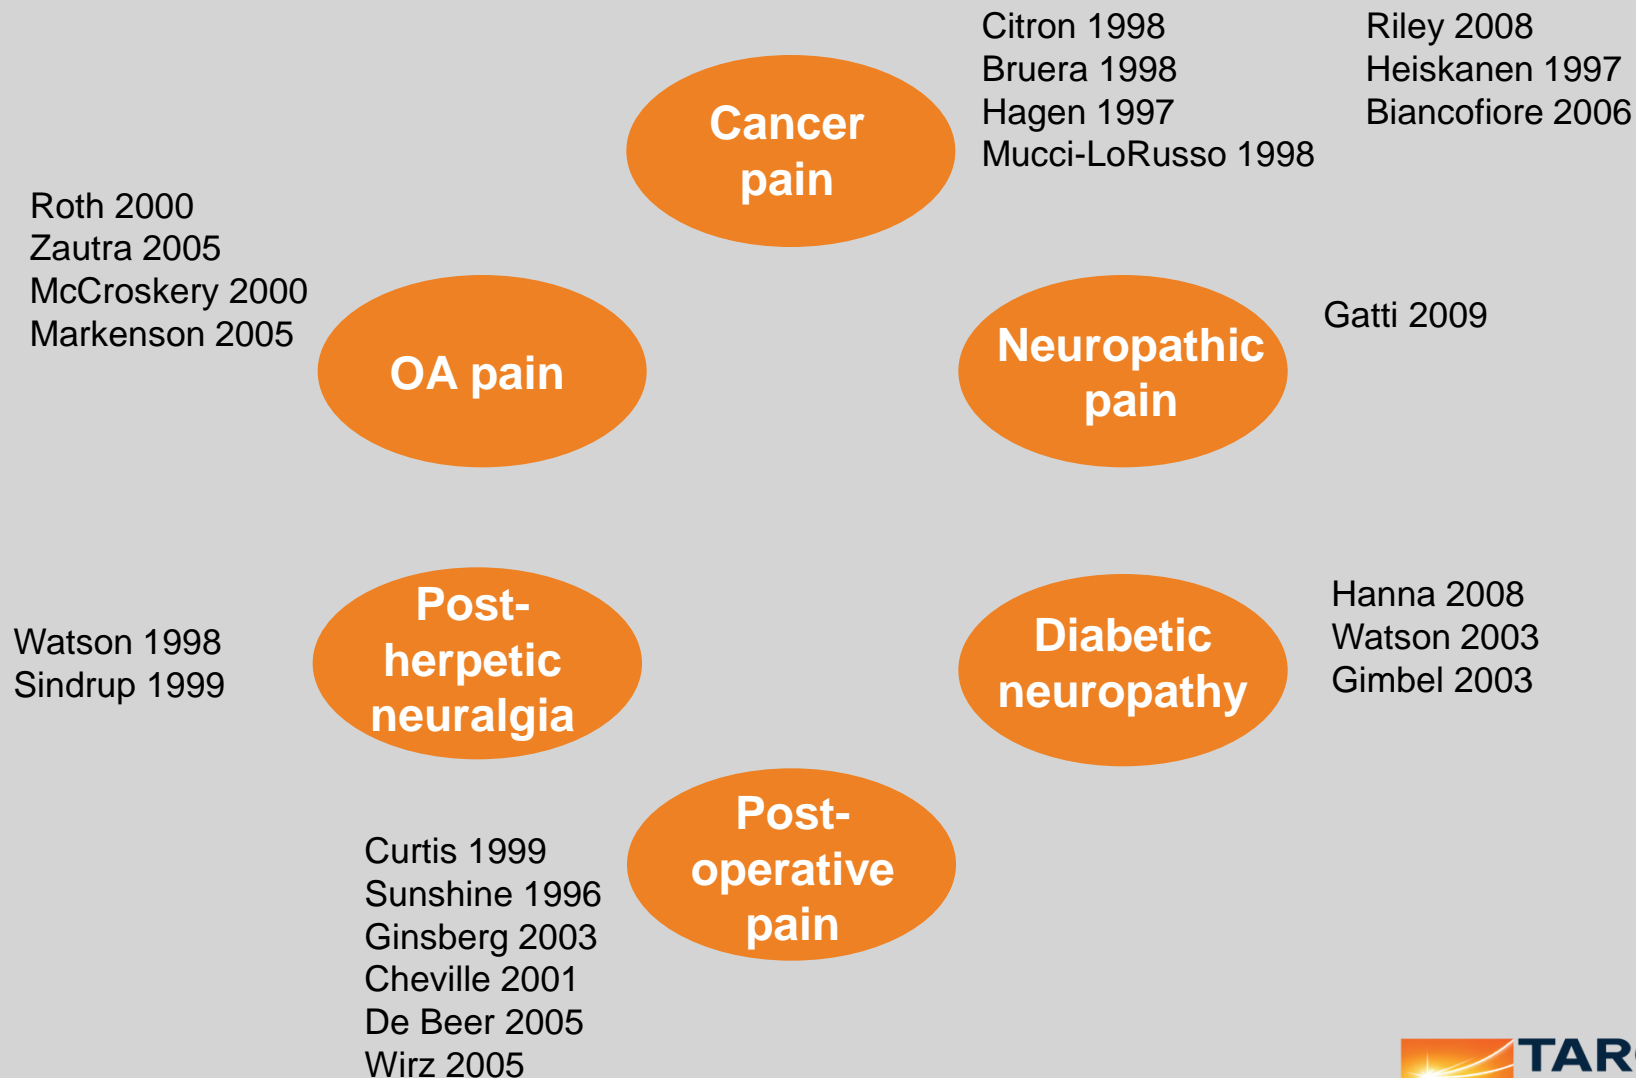 Citron 1998
Bruera 1998
Hagen 1997
Mucci-LoRusso 1998
Riley 2008
Heiskanen 1997
Biancofiore 2006
Cancer
pain
Roth 2000
Zautra 2005
McCroskery 2000
Markenson 2005
OA pain
Neuropathic
pain
Gatti 2009
Watson 1998
Sindrup 1999
Post-
herpetic
neuralgia
Diabetic
neuropathy
Hanna 2008
Watson 2003
Gimbel 2003
Curtis 1999
Sunshine 1996
Ginsberg 2003
Cheville 2001
De Beer 2005
Wirz 2005
Post-
operative
pain